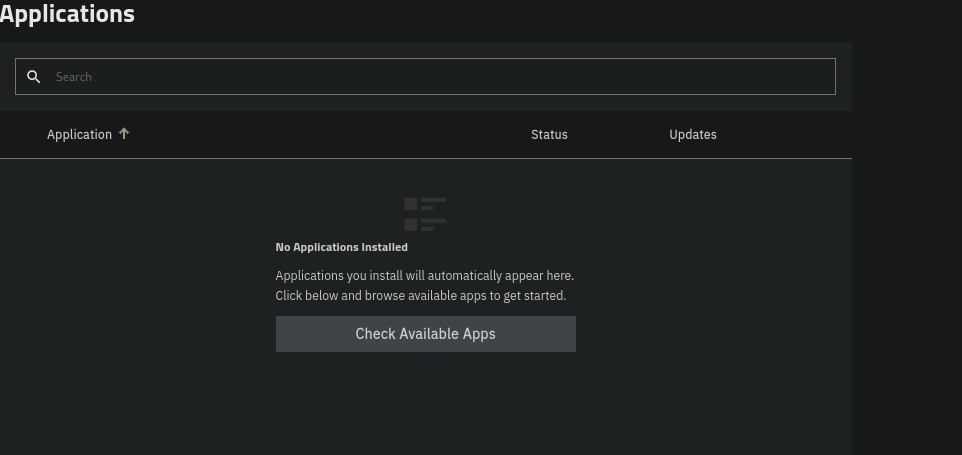 Applications
Search
Application Status Updates
No Applications Installed
Applications you install will automatically appear here.
Click below and browse available apps to get started.
Check Available Apps